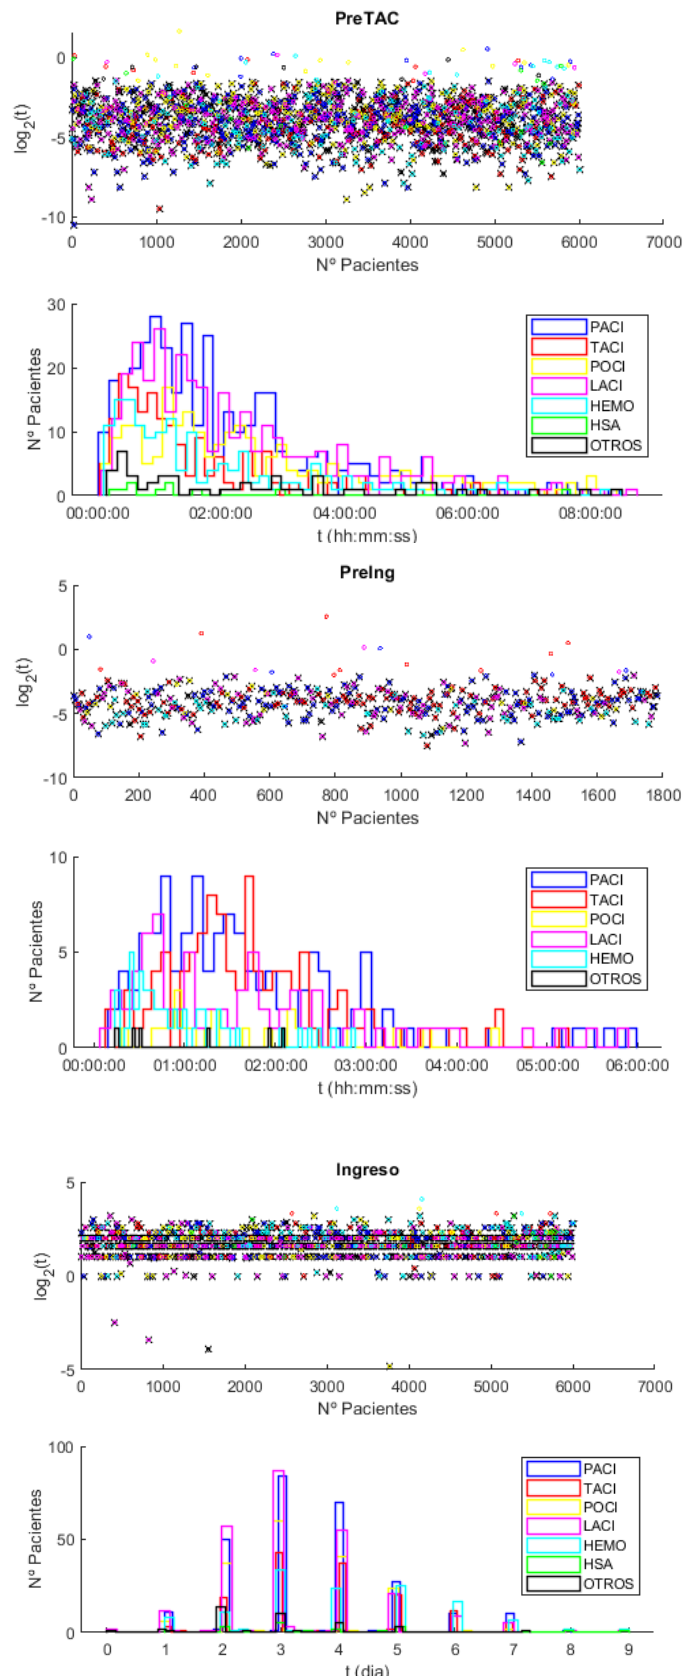 PreTAC
log2(t)
0
-5
-10
0 1000 2000 3000 4000 5000 6000 7000
Nº Pacientes
Nº Pacientes
30
20
10
0
PACI
TACI
POCI
LACI
HEMO
HSA
OTROS
00:00:00 02:00:00 04:00:00 06:00:00 08:00:00
t (hh:mm:ss)
PreIng
log2(t)
5
0
-5
-10
0 200 400 600 800 1000 1200 1400 1600 1800
Nº Pacientes
Nº Pacientes
10
5
0
PACI
TACI
POCI
LACI
HEMO
OTROS
00:00:00 01:00:00 02:00:00 03:00:00 04:00:00 05:00:00 06:00:00
t (hh:mm:ss)
Ingreso
log2(t)
5
0
-5
0 1000 2000 3000 4000 5000 6000 7000
Nº Pacientes
Nº Pacientes
100
50
0
PACI
TACI
POCI
LACI
HEMO
HSA
OTROS
0 1 2 3 4 5 6 7 8 9
t (dia)